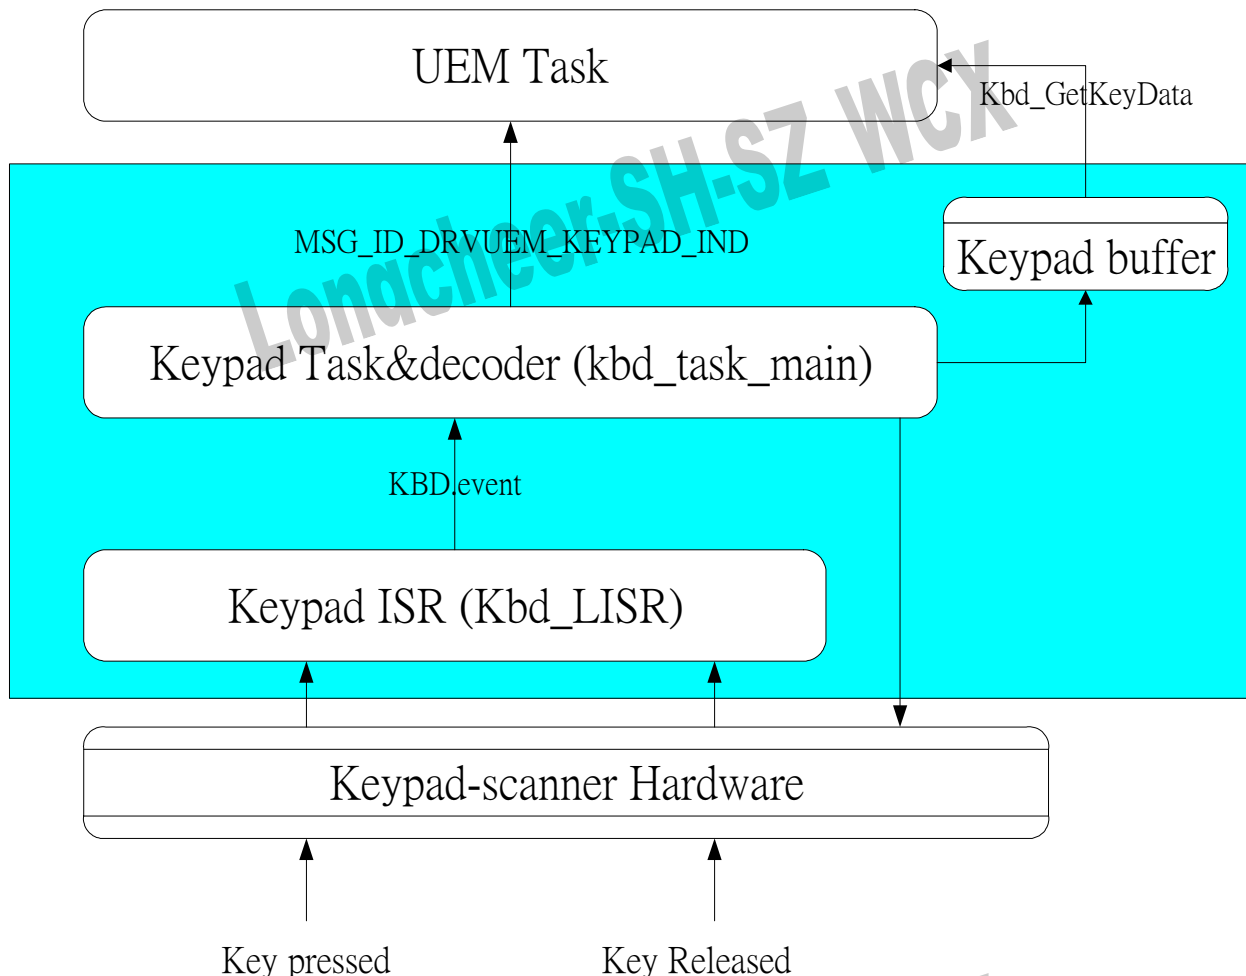 UEM Task
Kbd_GetKeyData
Longcheer-SH-SZ WCX
MSG_ID_DRVUEM_KEYPAD_IND
Keypad buffer
Keypad Task&decoder (kbd_task_main)
KBD.event
Keypad ISR (Kbd_LISR)
Keypad-scanner Hardware
Key pressed
Key Released